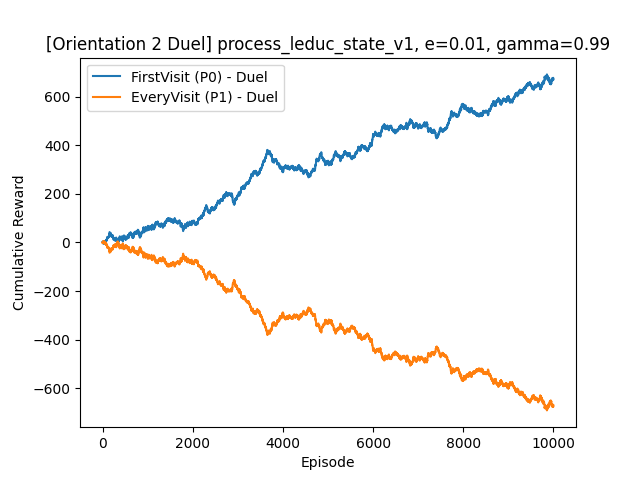 [Orientation 2 Duel] process_leduc_state_v1, e=0.01, gamma=0.99
FirstVisit (P0) - Duel
EveryVisit (P1) - Duel
600
400
200
0
−200
−400
−600
Cumulative Reward
0 2000 4000 6000 8000 10000
Episode